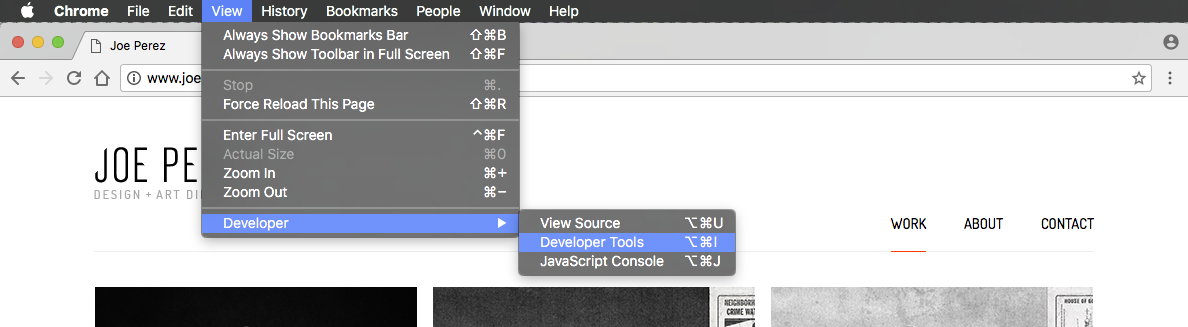 Chrome File Edit View History Bookmarks People Window Help
Joe Perez
www.joe
Always Show Bookmarks Bar ⇧⌘B
Always Show Toolbar in Full Screen ⇧⌘F
Stop ⌘.
Force Reload This Page ⇧⌘R
Enter Full Screen ^⌘F
Actual Size ⌘0
Zoom In ⌘+
Zoom Out ⌘−
Developer ▶
View Source ⌥⌘U
Developer Tools ⌥⌘I
JavaScript Console ⌥⌘J
JOE PE
DESIGN + ART DI
WORK ABOUT CONTACT
NEIGHBORH
CRIME WA
HOUSE OF